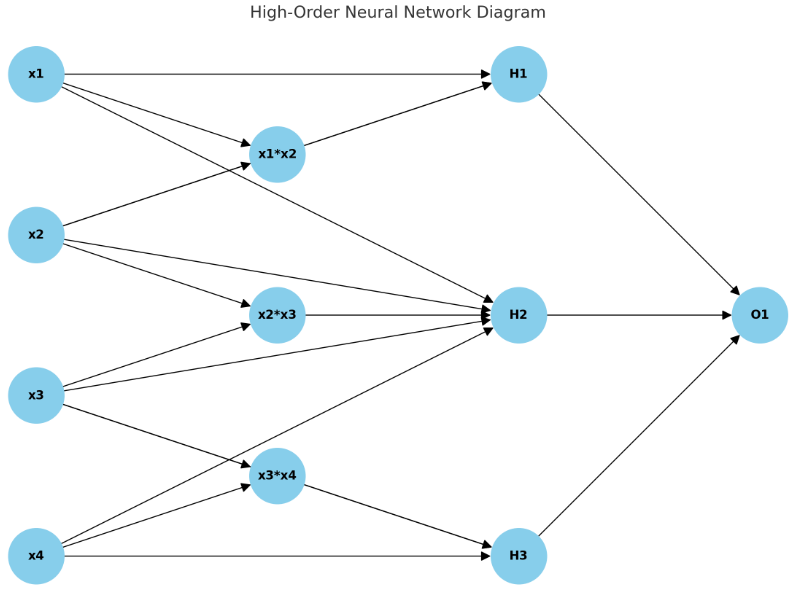 High-Order Neural Network Diagram
x1
H1
x1*x2
x2
x2*x3
H2
O1
x3
x3*x4
x4
H3